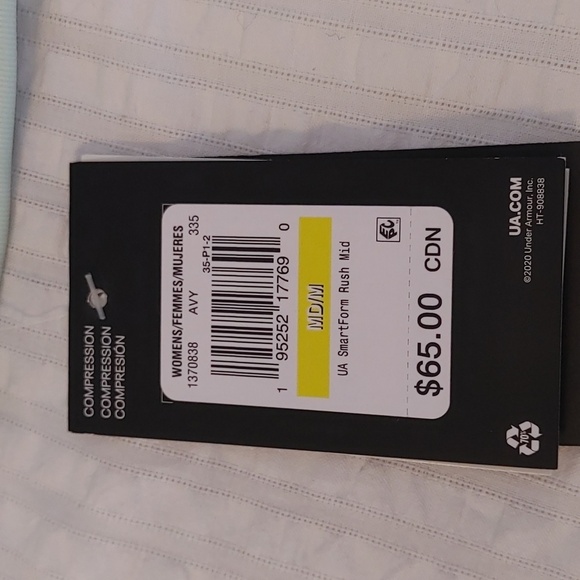 COMPRESSION
COMPRESSION
COMPRESIÓN
WOMENS/FEMMES/MUJERES
1370838 AVY 335
35-P1-2
1 95252 17769 0
MD/M
UA SmartForm Rush Mid
$65.00 CDN
UA.COM
©2020 Under Armour, Inc.
HT-908838
70%